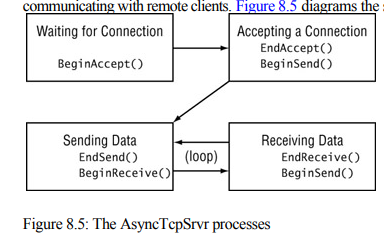 communicating with remote clients. Figure 8.5 diagrams the
Waiting for Connection
BeginAccept()
Accepting a Connection
EndAccept()
BeginSend()
Sending Data
EndSend()
BeginReceive()
(loop)
Receiving Data
EndReceive()
BeginSend()
Figure 8.5: The AsyncTcpSrvr processes